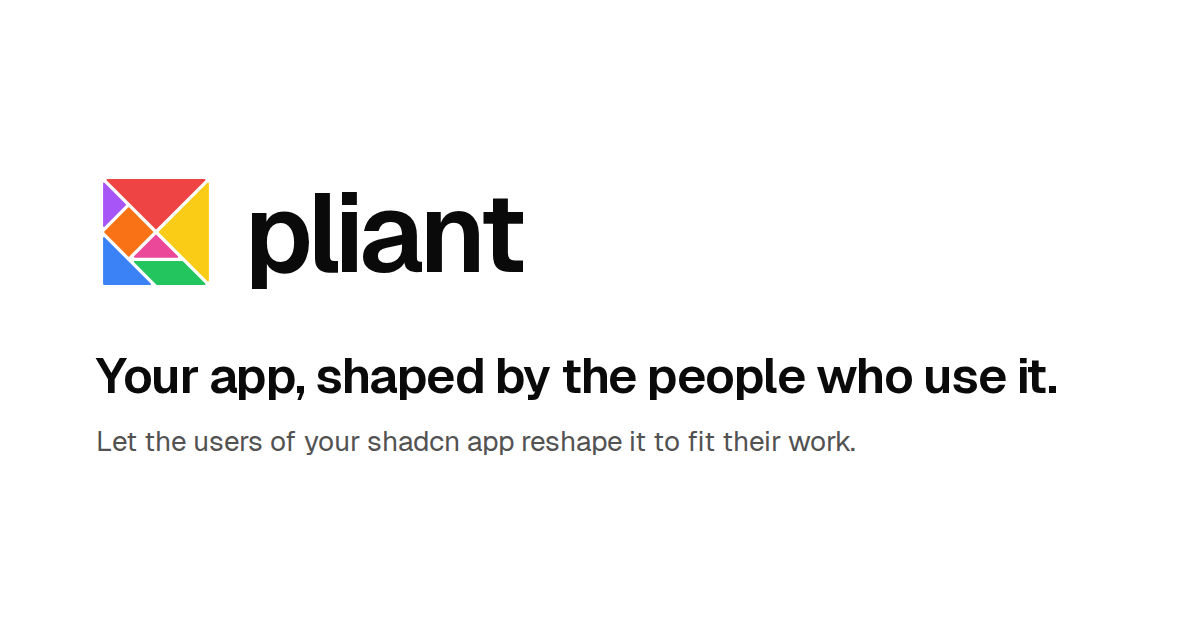 pliant
Your app, shaped by the people who use it.
Let the users of your shadcn app reshape it to fit their work.